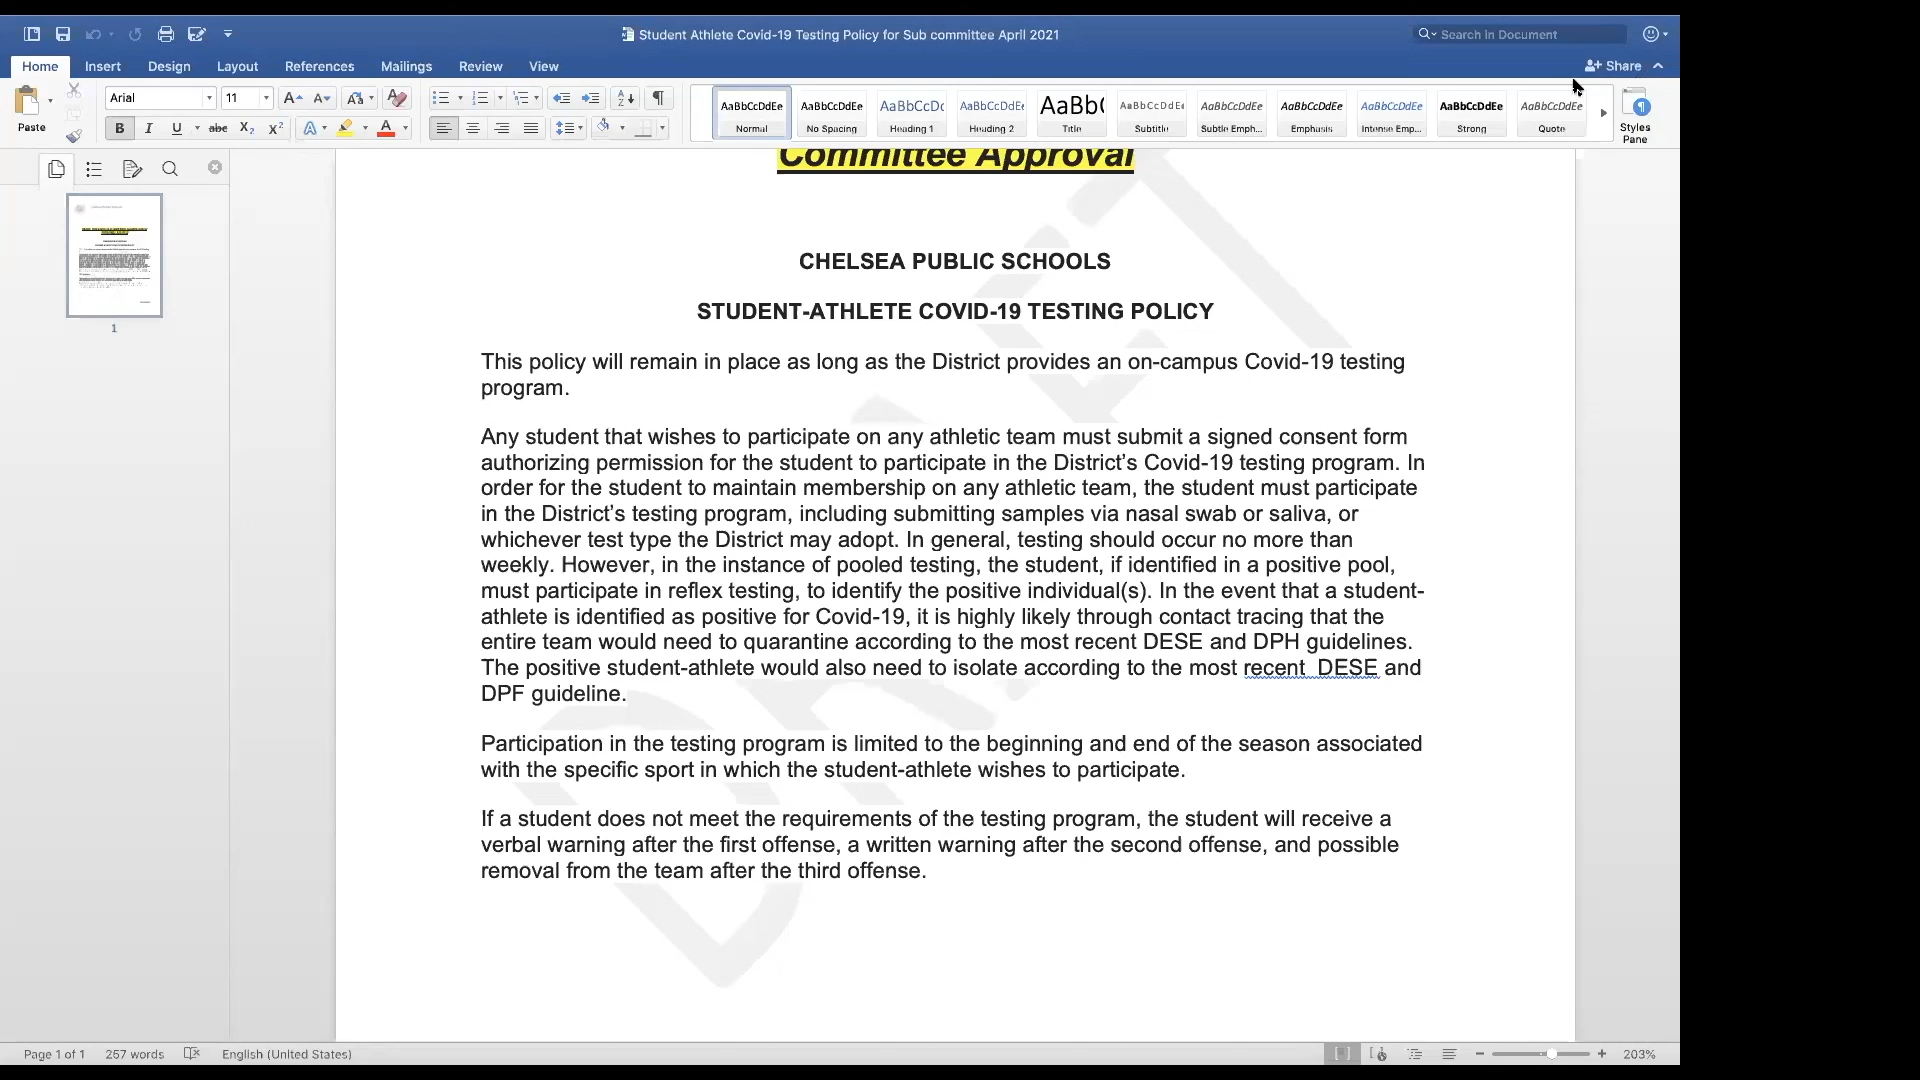 Student Athlete Covid-19 Testing Policy for Sub committee April 2021
Search in Document
Home Insert Design Layout References Mailings Review View
Share
Paste
Arial 11
AaBbCcDdEe AaBbCcDdEe AaBbCcDc AaBbCcDdEe AaBb( AaBbCcDdEe AaBbCcDdEe AaBbCcDdEe AaBbCcDdEe AaBbCcDdEe AaBbCcDdEe
Normal No Spacing Heading 1 Heading 2 Title Subtitle Subtle Emph... Emphasis Intense Emp... Strong Quote
Styles
Pane
B I U abc X₂ X² A A
1
Committee Approval
DRAFT
CHELSEA PUBLIC SCHOOLS
STUDENT-ATHLETE COVID-19 TESTING POLICY
This policy will remain in place as long as the District provides an on-campus Covid-19 testing
program.
Any student that wishes to participate on any athletic team must submit a signed consent form
authorizing permission for the student to participate in the District's Covid-19 testing program. In
order for the student to maintain membership on any athletic team, the student must participate
in the District's testing program, including submitting samples via nasal swab or saliva, or
whichever test type the District may adopt. In general, testing should occur no more than
weekly. However, in the instance of pooled testing, the student, if identified in a positive pool,
must participate in reflex testing, to identify the positive individual(s). In the event that a student-
athlete is identified as positive for Covid-19, it is highly likely through contact tracing that the
entire team would need to quarantine according to the most recent DESE and DPH guidelines.
The positive student-athlete would also need to isolate according to the most recent  DESE and
DPF guideline.
Participation in the testing program is limited to the beginning and end of the season associated
with the specific sport in which the student-athlete wishes to participate.
If a student does not meet the requirements of the testing program, the student will receive a
verbal warning after the first offense, a written warning after the second offense, and possible
removal from the team after the third offense.
Page 1 of 1 257 words English (United States) 203%